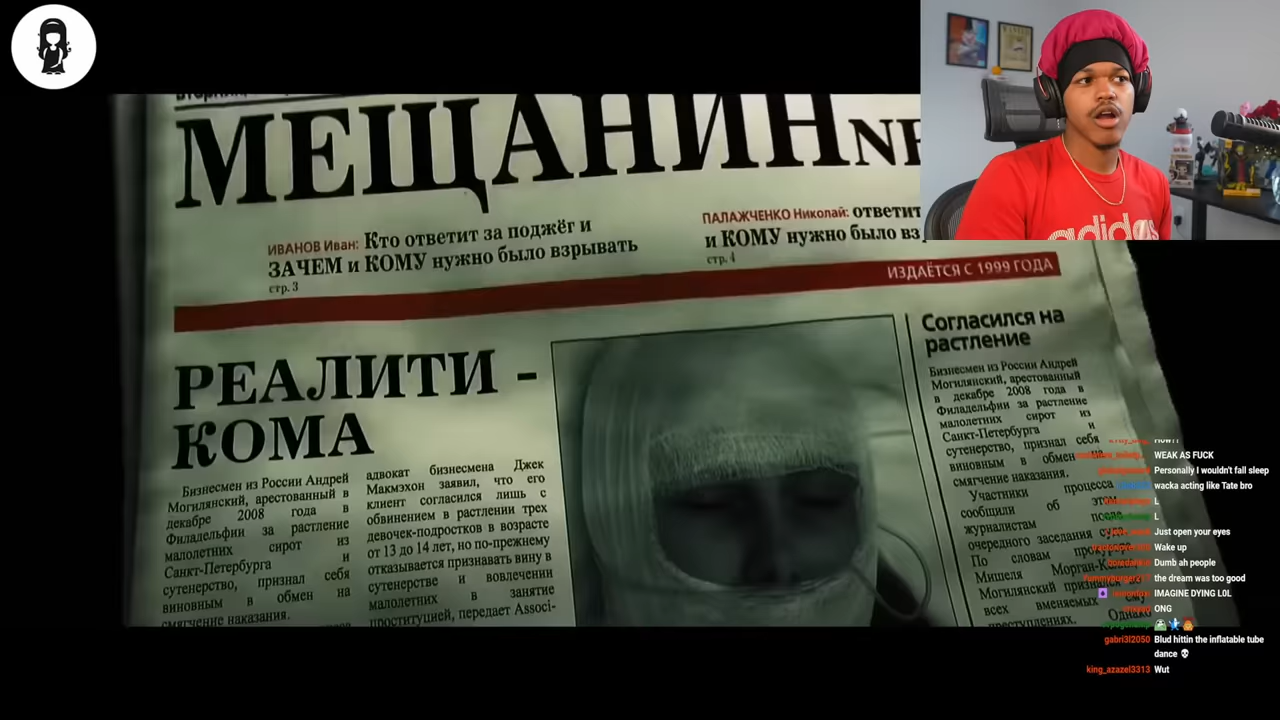 МЕЩАНИН
ИВАНОВ Иван: Кто ответит за поджёг и
ЗАЧЕМ и КОМУ нужно было взрывать
стр. 3
ПАЛАЖЧЕНКО Николай: ответит
и КОМУ нужно было вз
стр. 4
ИЗДАЁТСЯ С 1999 ГОДА
РЕАЛИТИ -
КОМА
Бизнесмен из России Андрей
Могилянский, арестованный в
декабре 2008 года в
Филадельфии за растление
малолетних сирот из
Санкт-Петербурга и
сутенерство, признал себя
виновным в обмен на
смягчение наказания.
адвокат бизнесмена Джек
Макмэхон заявил, что его
клиент согласился лишь с
обвинением в растлении трех
девочек-подростков в возрасте
от 13 до 14 лет, но по-прежнему
отказывается признавать вину в
сутенерстве и вовлечении
малолетних в занятие
проституцией, передает Associ-
Согласился на
растление
Бизнесмен из России Андрей
Могилянский, арестованный
в декабре 2008 года в
Филадельфии за растление
малолетних сирот из
Санкт-Петербурга и
сутенерство, признал себя
виновным в обмен на
смягчение наказания.
Участники процесса
сообщили об
журналистам
очередного заседания
По словам
Мишеля Морган-
Могилянский
всех вменяемых
преступлениях. Однако
adidas
WEAK AS FUCK
Personally I wouldn't fall sleep
wacka acting like Tate bro
L
L
Just open your eyes
Wake up
Dumb ah people
the dream was too good
IMAGINE DYING L0L
ONG
gabri3l2050 Blud hittin the inflatable tube
dance 💀
king_azazel3313 Wut